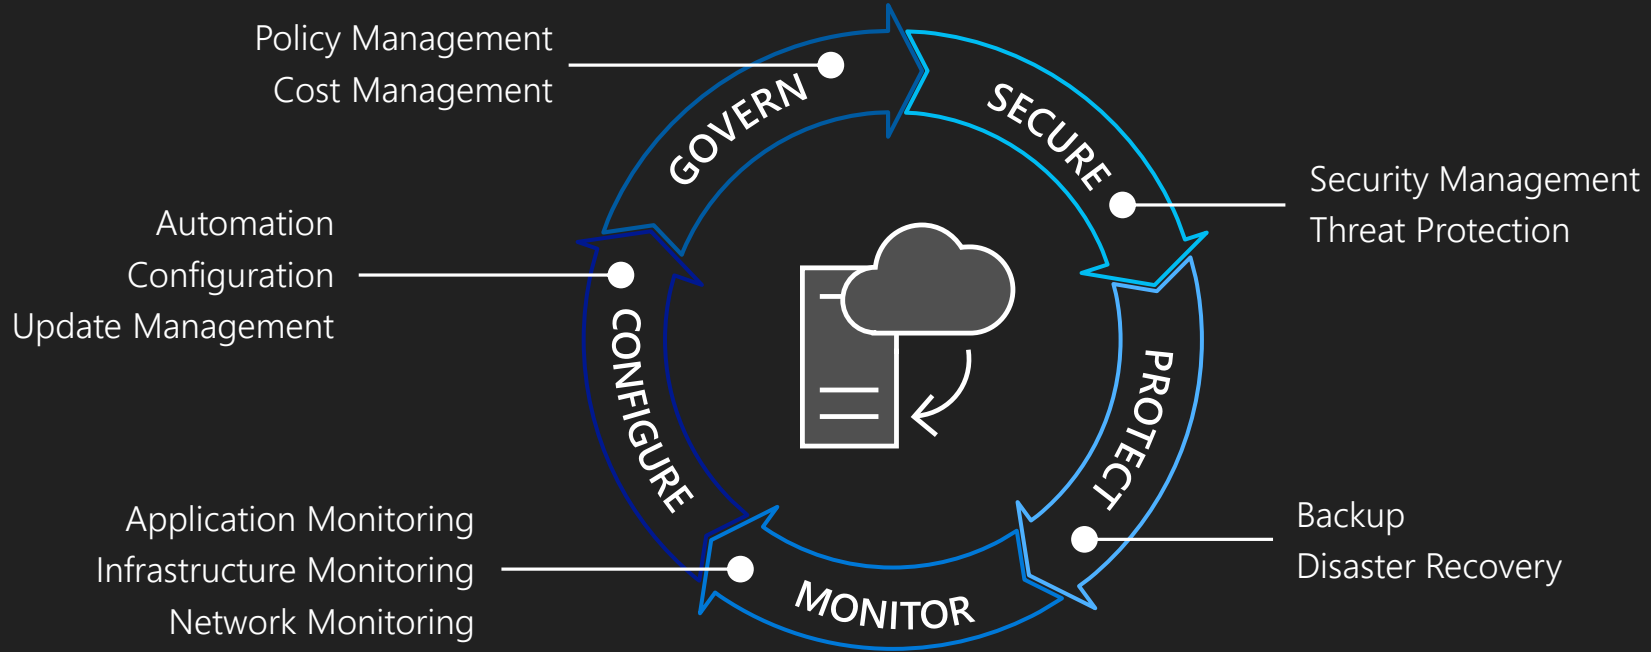 Policy Management
Cost Management
GOVERN
SECURE
Security Management
Threat Protection
Automation
Configuration
Update Management
CONFIGURE
PROTECT
Application Monitoring
Infrastructure Monitoring
Network Monitoring
MONITOR
Backup
Disaster Recovery